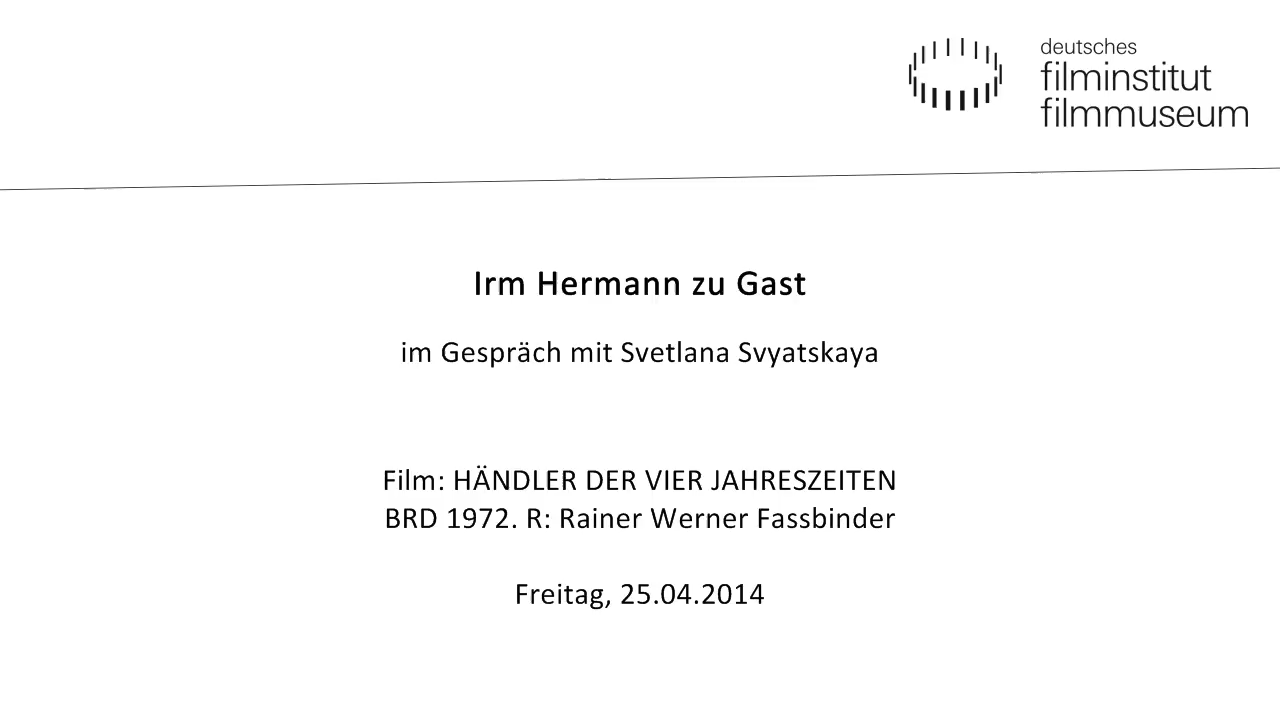 deutsches
filminstitut
filmmuseum
Irm Hermann zu Gast
im Gespräch mit Svetlana Svyatskaya
Film: HÄNDLER DER VIER JAHRESZEITEN
BRD 1972. R: Rainer Werner Fassbinder
Freitag, 25.04.2014